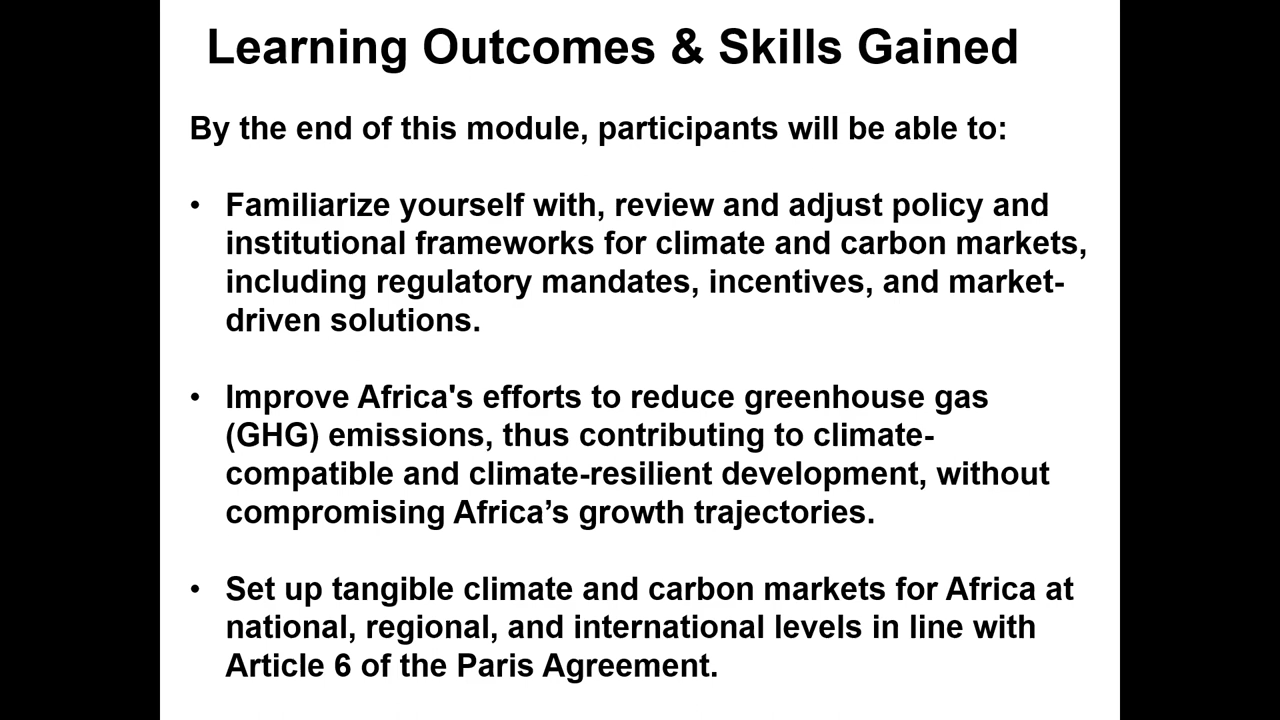 Learning Outcomes & Skills Gained
By the end of this module, participants will be able to:
• Familiarize yourself with, review and adjust policy and
institutional frameworks for climate and carbon markets,
including regulatory mandates, incentives, and market-
driven solutions.
• Improve Africa's efforts to reduce greenhouse gas
(GHG) emissions, thus contributing to climate-
compatible and climate-resilient development, without
compromising Africa’s growth trajectories.
• Set up tangible climate and carbon markets for Africa at
national, regional, and international levels in line with
Article 6 of the Paris Agreement.